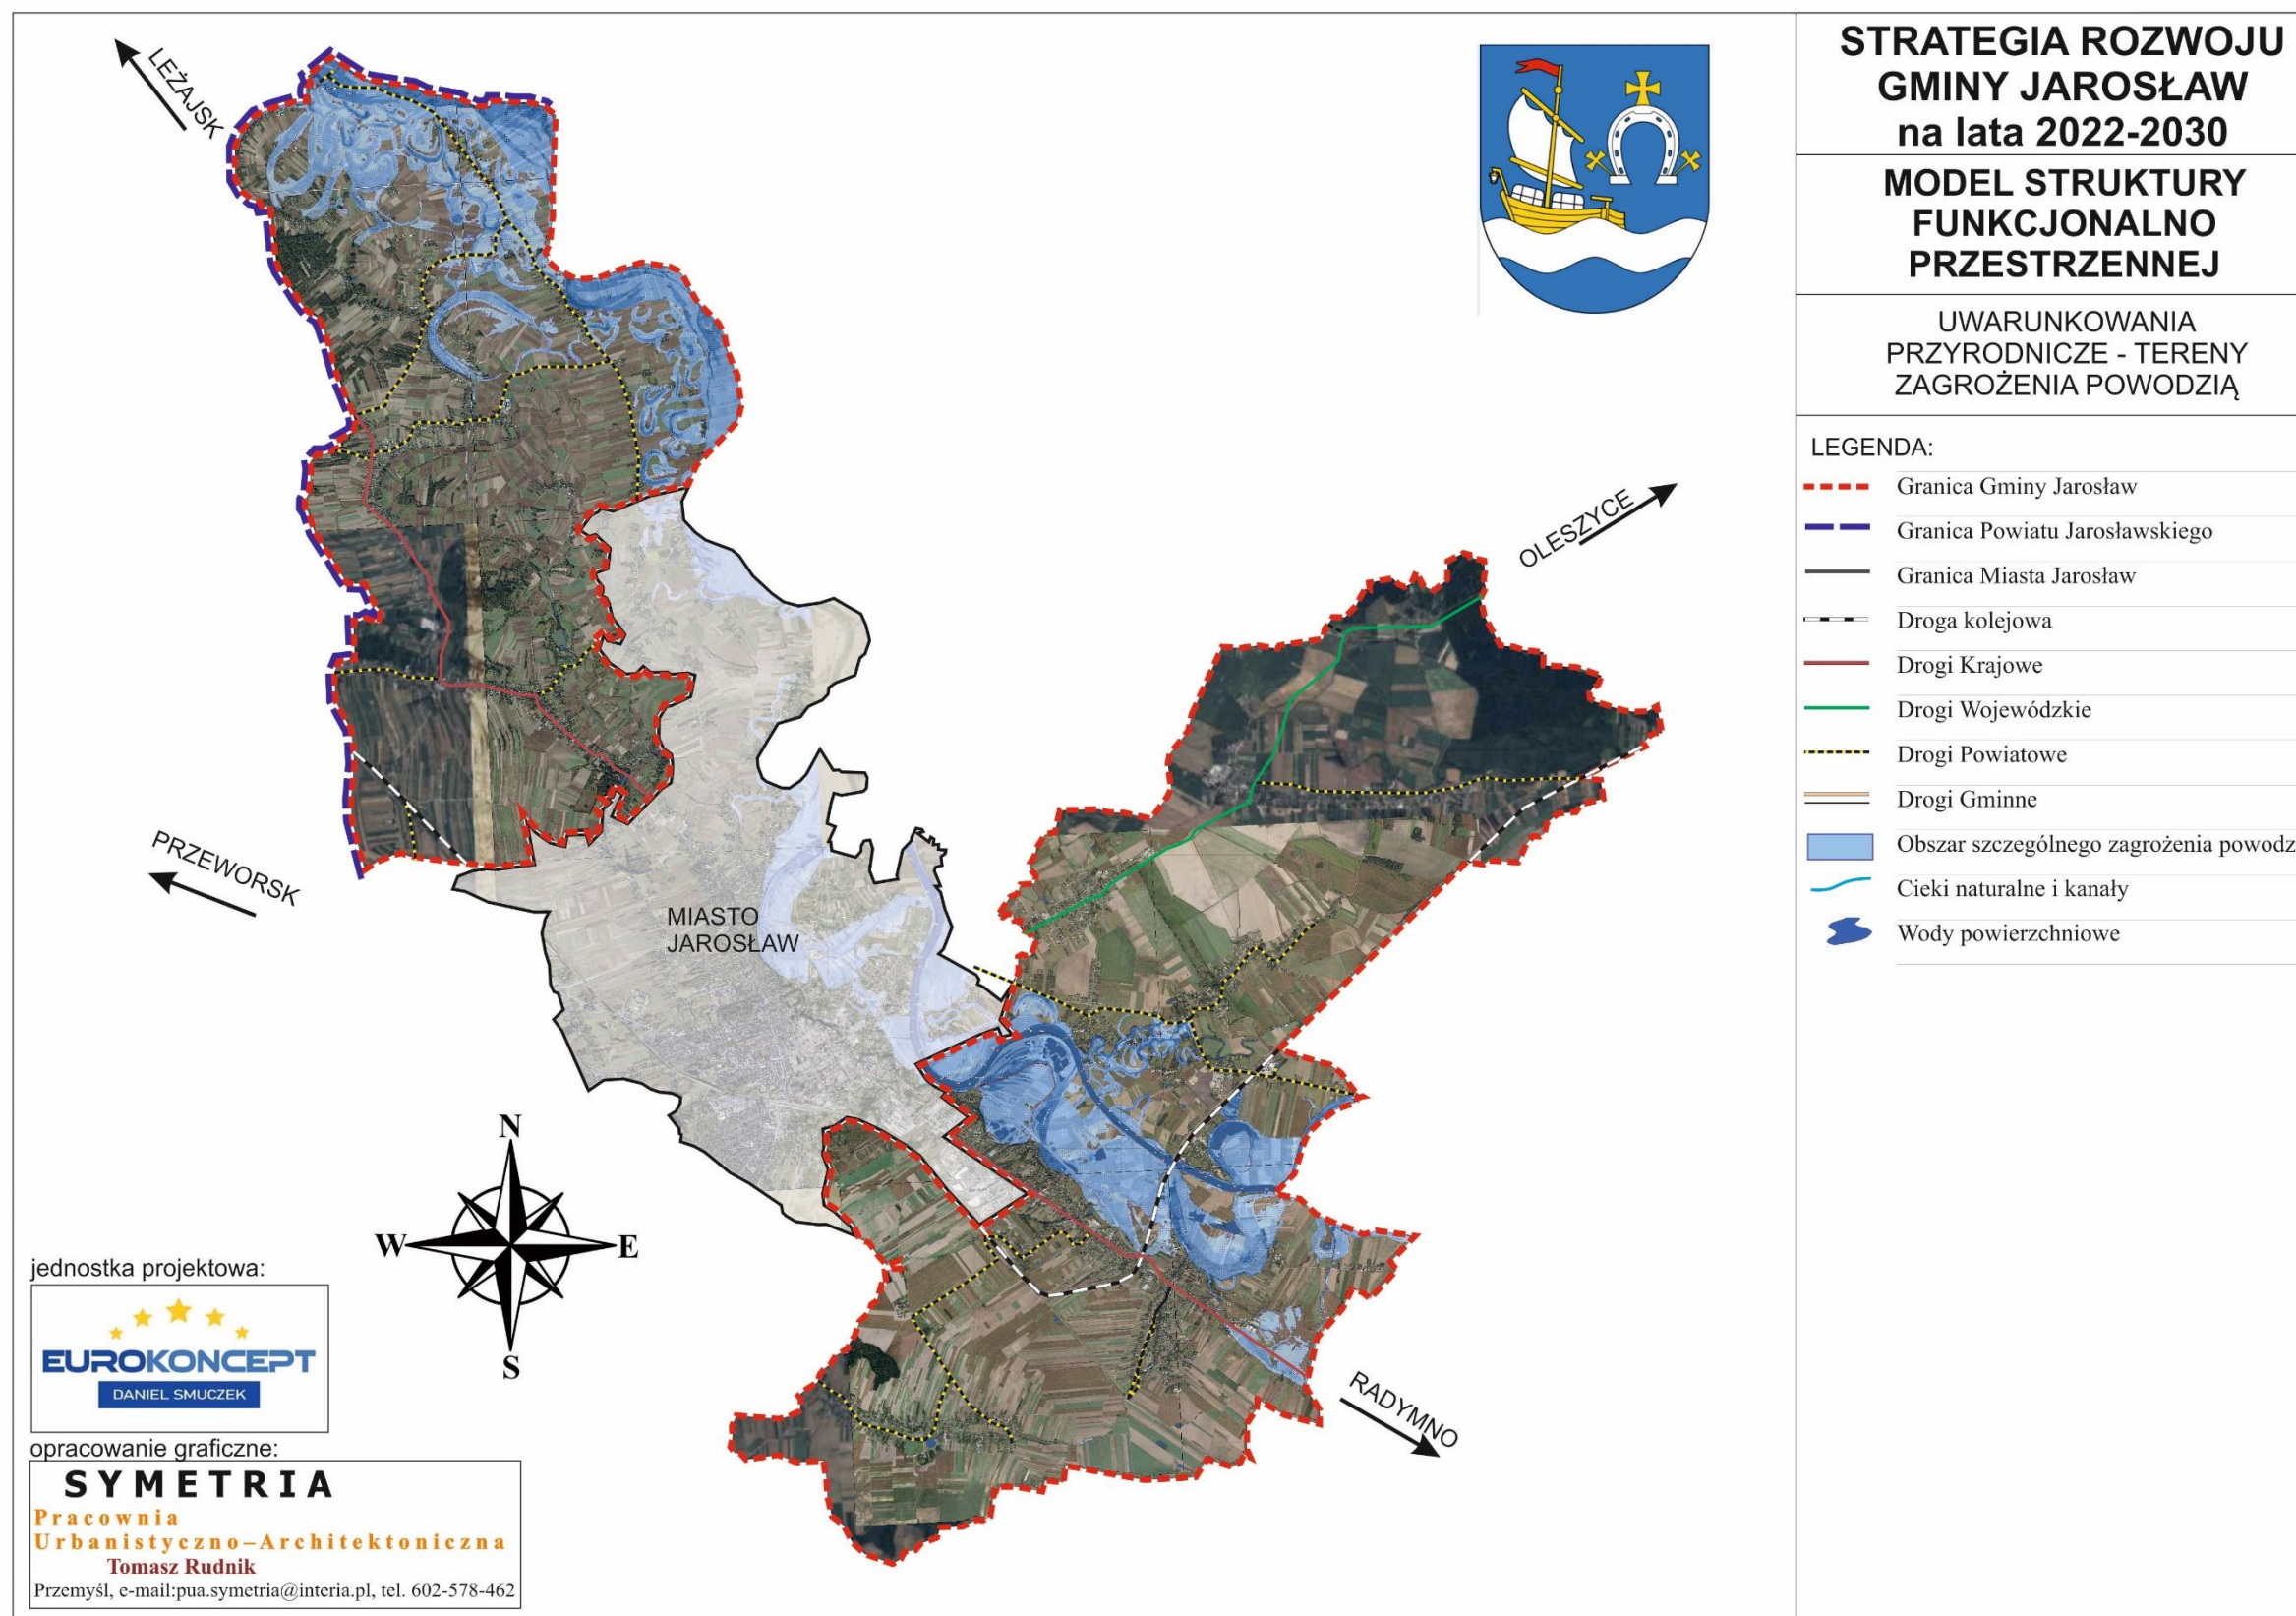 STRATEGIA ROZWOJU
GMINY JAROSŁAW
na lata 2022-2030
MODEL STRUKTURY
FUNKCJONALNO
PRZESTRZENNEJ
UWARUNKOWANIA
PRZYRODNICZE - TERENY
ZAGROŻENIA POWODZIĄ
LEGENDA:
Granica Gminy Jarosław
Granica Powiatu Jarosławskiego
Granica Miasta Jarosław
Droga kolejowa
Drogi Krajowe
Drogi Wojewódzkie
Drogi Powiatowe
Drogi Gminne
Obszar szczególnego zagrożenia powodz
Cieki naturalne i kanały
Wody powierzchniowe
LEŻAJSK
OLESZYCE
PRZEWORSK
MIASTO
JAROSŁAW
RADYMNO
N
W
E
S
jednostka projektowa:
EUROKONCEPT
DANIEL SMUCZEK
opracowanie graficzne:
SYMETRIA
Pracownia
Urbanistyczno-Architektoniczna
Tomasz Rudnik
Przemyśl, e-mail:pua.symetria@interia.pl, tel. 602-578-462